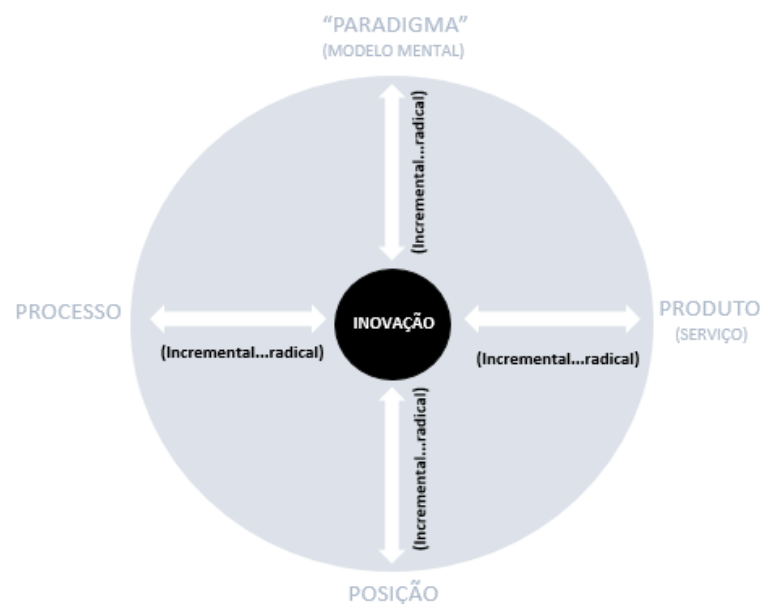 “PARADIGMA”
(MODELO MENTAL)
(Incremental...radical)
PROCESSO
INOVAÇÃO
PRODUTO
(SERVIÇO)
(Incremental...radical)
(Incremental...radical)
(Incremental...radical)
POSIÇÃO